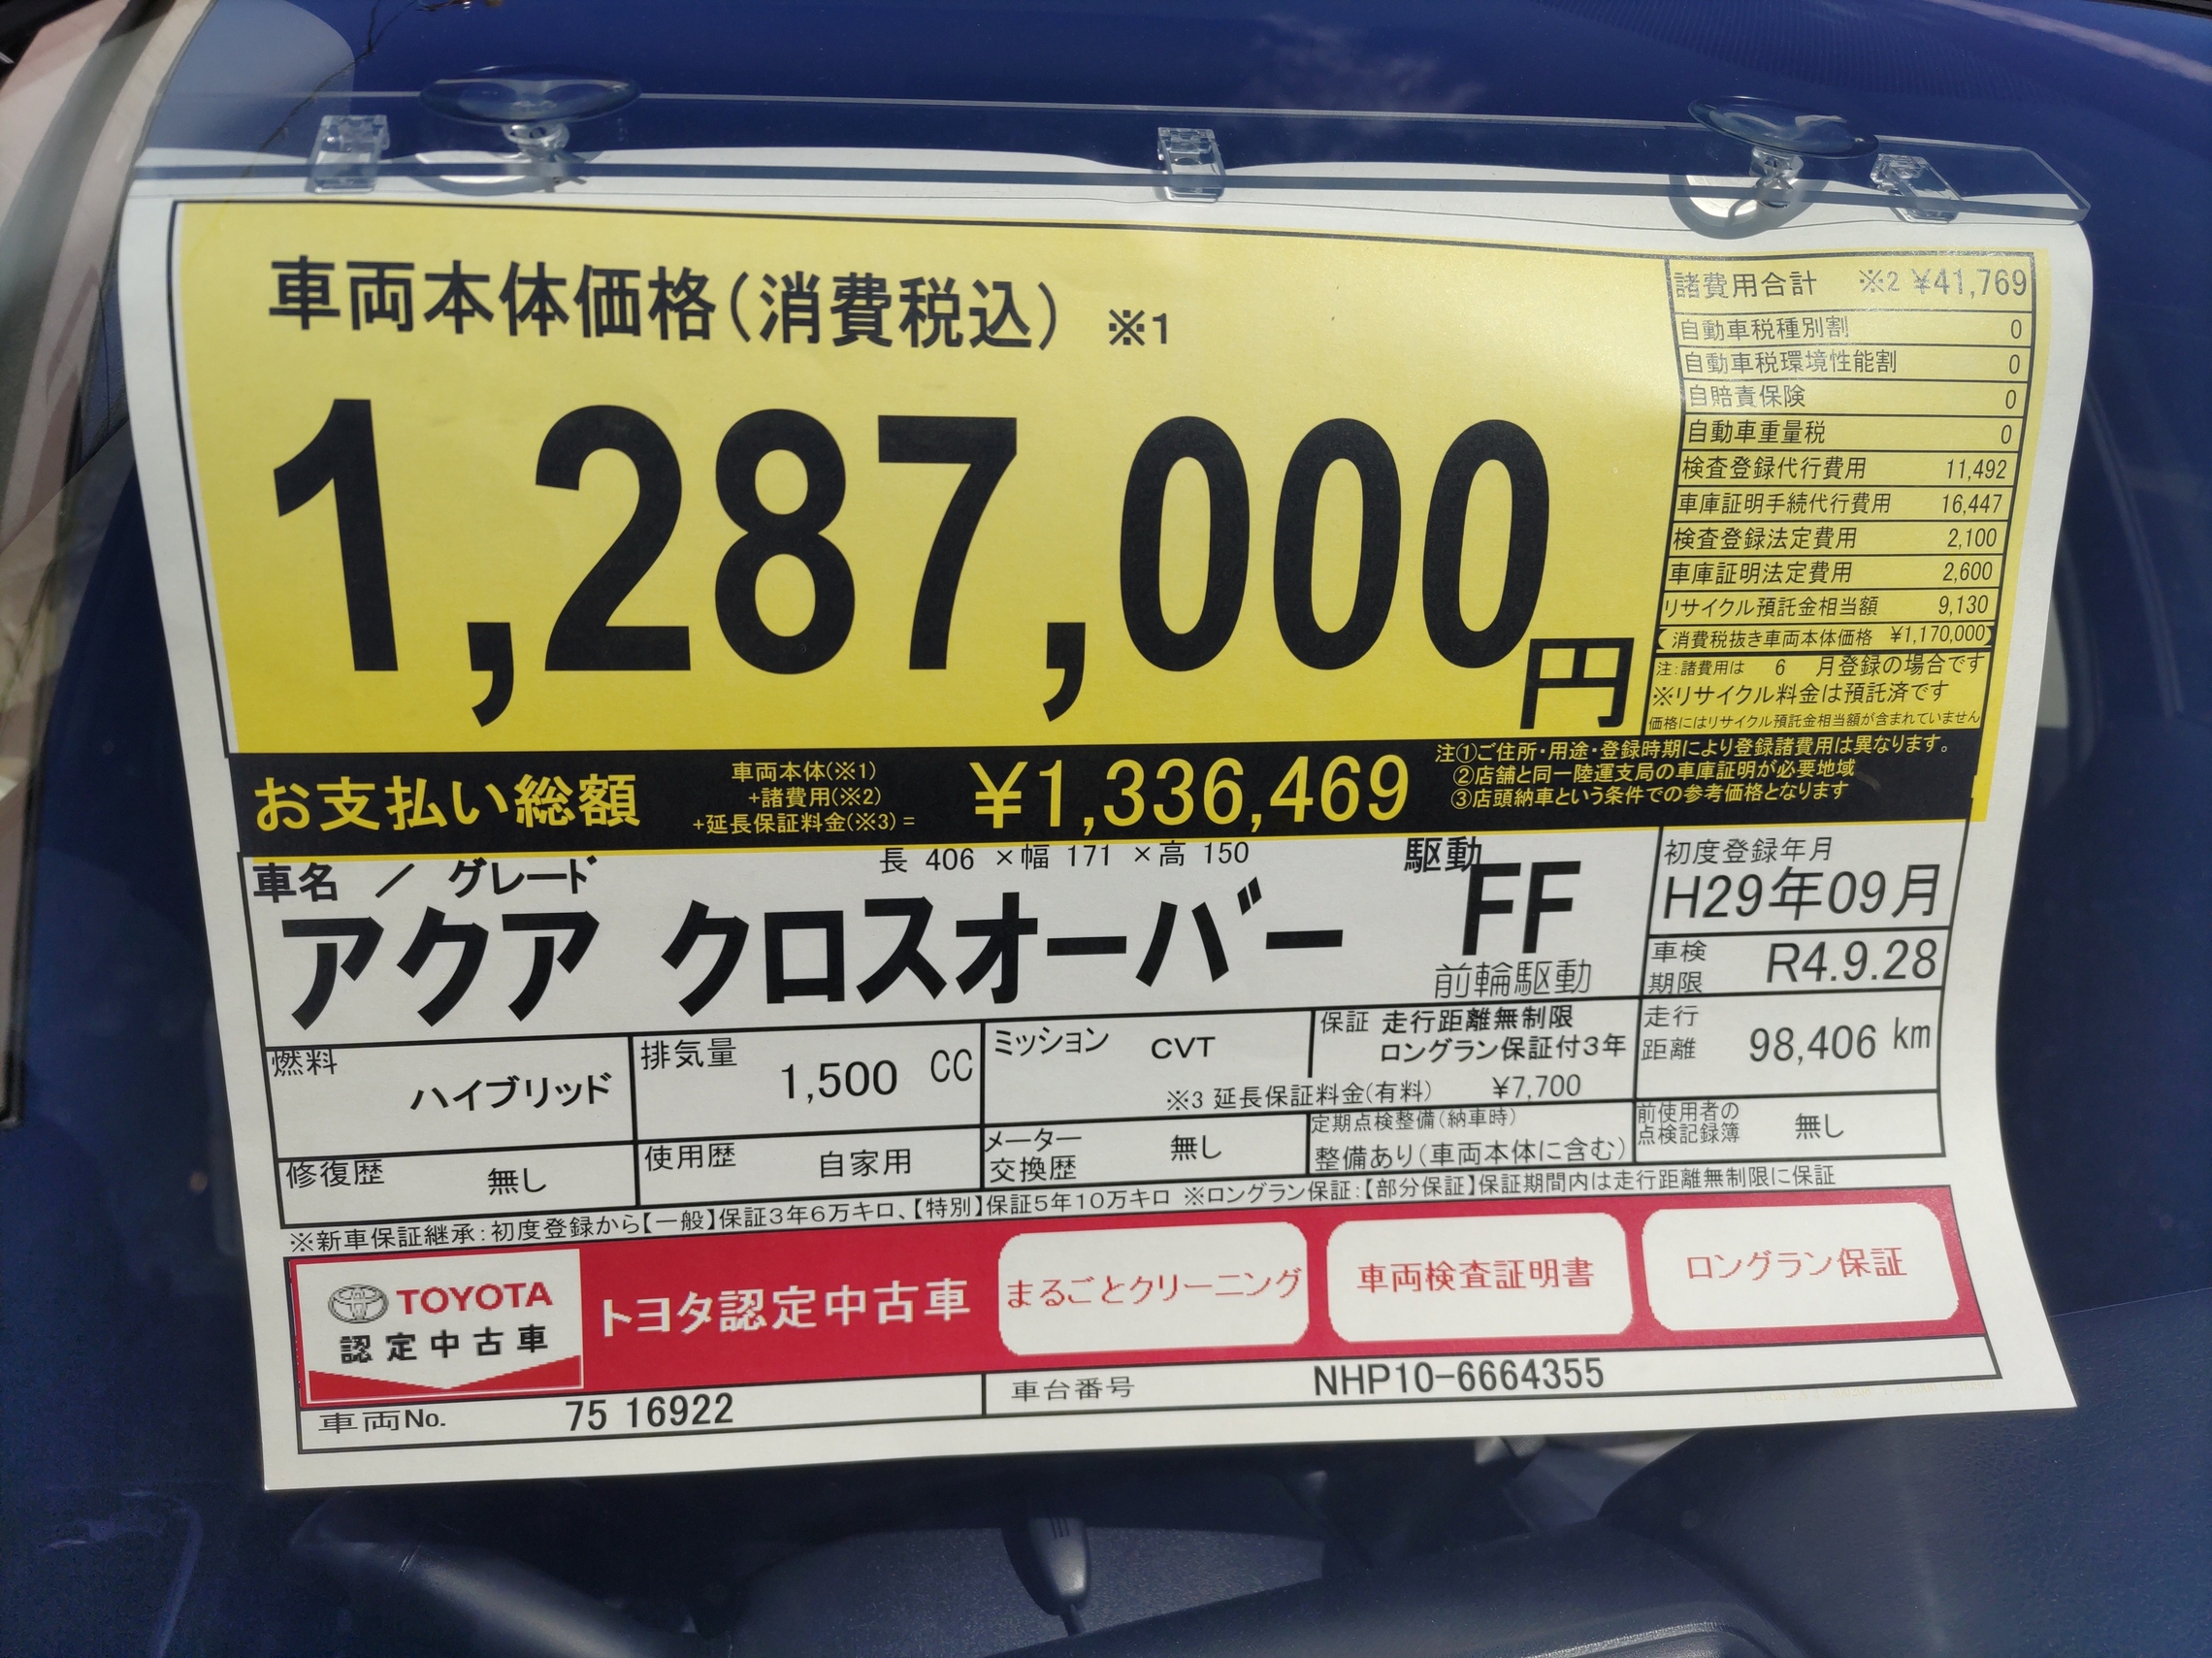 車両本体価格(消費税込) ※1
1,287,000円
諸費用合計 ※2 ¥41,769
自動車税種別割 0
自動車税環境性能割 0
自賠責保険 0
自動車重量税 0
検査登録代行費用 11,492
車庫証明手続代行費用 16,447
検査登録法定費用 2,100
車庫証明法定費用 2,600
リサイクル預託金相当額 9,130
【消費税抜き車両本体価格 ¥1,170,000】
注:諸費用は 6 月登録の場合です
※リサイクル料金は預託済です
価格にはリサイクル預託金相当額が含まれていません
お支払い総額
車両本体(※1)
+諸費用(※2)
+延長保証料金(※3)=
¥1,336,469
注①ご住所・用途・登録時期により登録諸費用は異なります。
②店舗と同一陸運支局の車庫証明が必要地域
③店頭納車という条件での参考価格となります
車名 / グレード
長 406 ×幅 171 ×高 150
アクア クロスオーバー
駆動
FF
前輪駆動
初度登録年月
H29年09月
車検
期限
R4.9.28
燃料
ハイブリッド
排気量
1,500 CC
ミッション
CVT
保証 走行距離無制限
ロングラン保証付3年
※3 延長保証料金(有料) ¥7,700
走行
距離
98,406 km
修復歴
無し
使用歴
自家用
メーター
交換歴
無し
定期点検整備(納車時)
整備あり(車両本体に含む)
前使用者の
点検記録簿
無し
※新車保証継承:初度登録から【一般】保証3年6万キロ、【特別】保証5年10万キロ ※ロングラン保証:【部分保証】保証期間内は走行距離無制限に保証
TOYOTA
認定中古車
トヨタ認定中古車
まるごとクリーニング
車両検査証明書
ロングラン保証
車両No. 75 16922
車台番号 NHP10-6664355